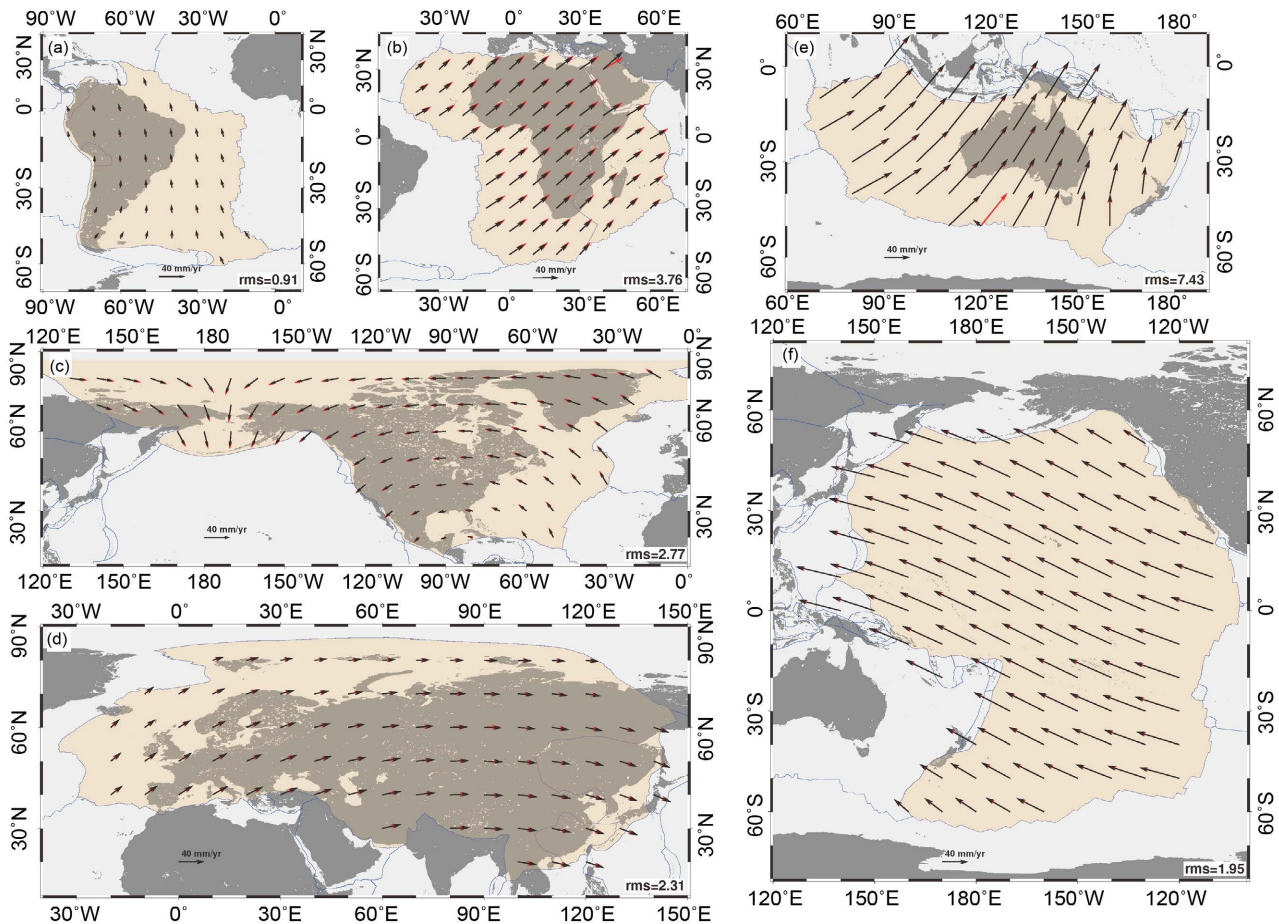 90°W 60°W 30°W 0°
(a)
30°N 30°N
0° 0°
30°S 30°S
60°S 60°S
40 mm/yr
rms=0.91
90°W 60°W 30°W 0°
30°W 0° 30°E 60°E
(b)
30°N 30°N
0° 0°
30°S 30°S
60°S 60°S
40 mm/yr
rms=3.76
30°W 0° 30°E 60°E
60°E 90°E 120°E 150°E 180°
(e)
0° 0°
30°S 30°S
60°S 60°S
40 mm/yr
rms=7.43
60°E 90°E 120°E 150°E 180°
120°E 150°E 180° 150°W 120°W 90°W 60°W 30°W 0°
(c)
90°N 90°N
60°N 60°N
30°N 30°N
40 mm/yr
rms=2.77
120°E 150°E 180° 150°W 120°W 90°W 60°W 30°W 0°
30°W 0° 30°E 60°E 90°E 120°E 150°E
(d)
90°N 90°N
60°N 60°N
30°N 30°N
40 mm/yr
rms=2.31
30°W 0° 30°E 60°E 90°E 120°E 150°E
120°E 150°E 180° 150°W 120°W
(f)
60°N 60°N
30°N 30°N
0° 0°
30°S 30°S
60°S 60°S
40 mm/yr
rms=1.95
120°E 150°E 180° 150°W 120°W